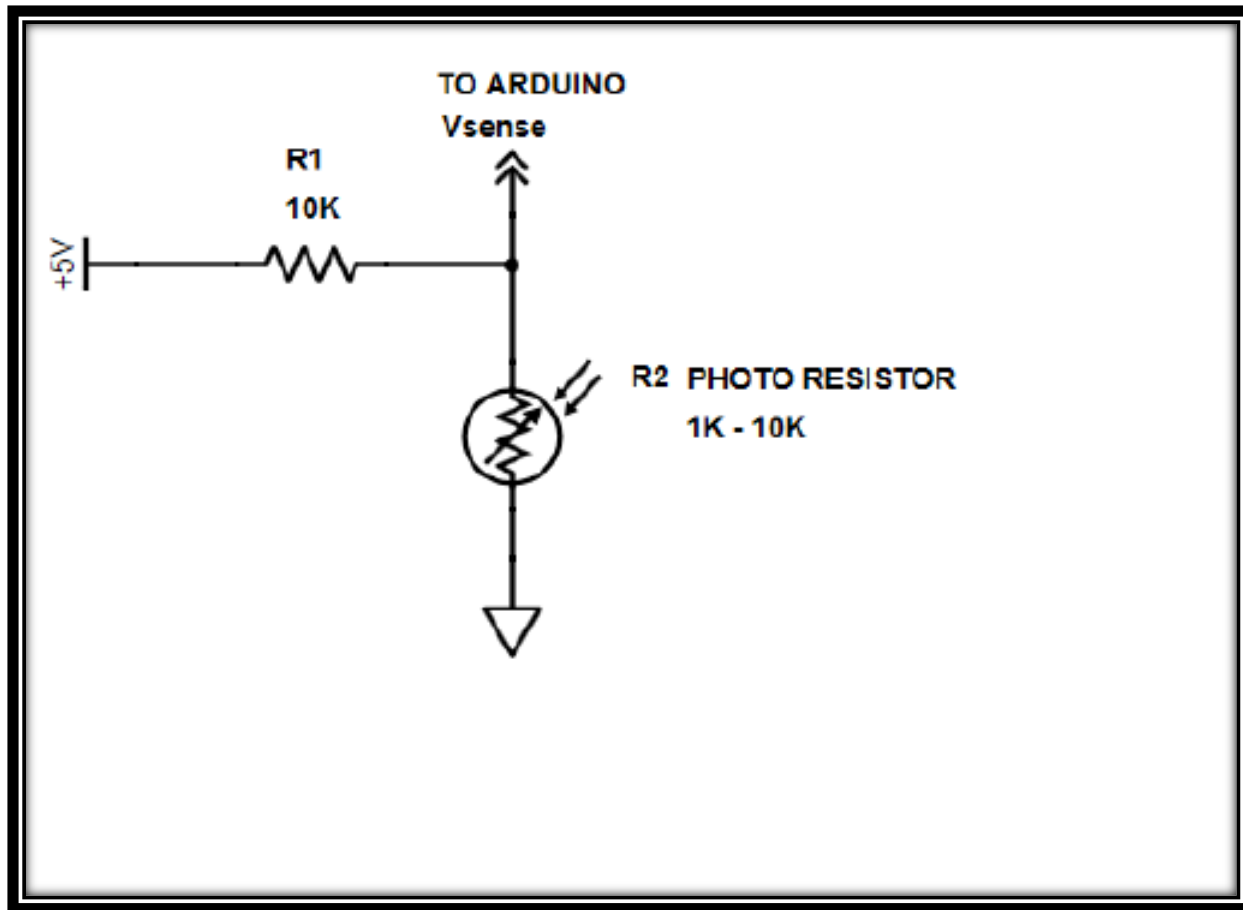 TO ARDUINO
Vsense
R1
10K
+5V
R2 PHOTO RESISTOR
1K - 10K